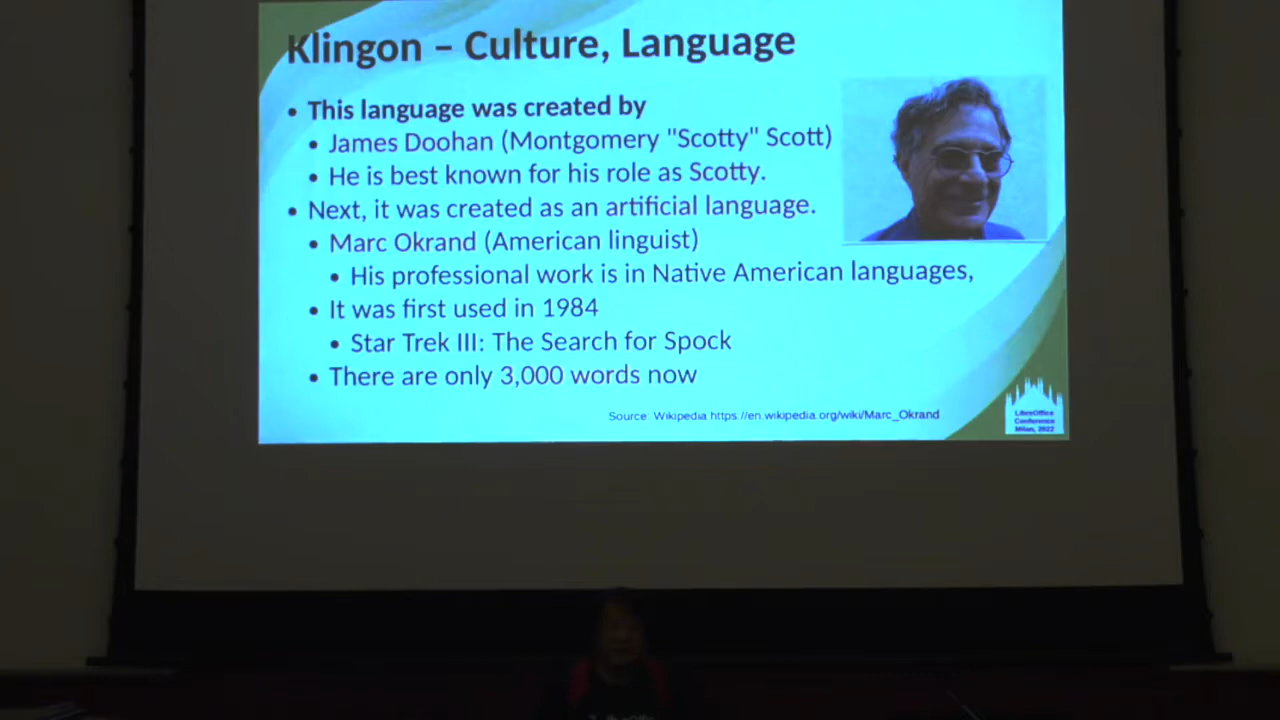 Klingon – Culture, Language
• This language was created by
• James Doohan (Montgomery "Scotty" Scott)
• He is best known for his role as Scotty.
• Next, it was created as an artificial language.
• Marc Okrand (American linguist)
• His professional work is in Native American languages,
• It was first used in 1984
• Star Trek III: The Search for Spock
• There are only 3,000 words now
Source: Wikipedia https://en.wikipedia.org/wiki/Marc_Okrand
LibreOffice
Conference
Milan, 2022